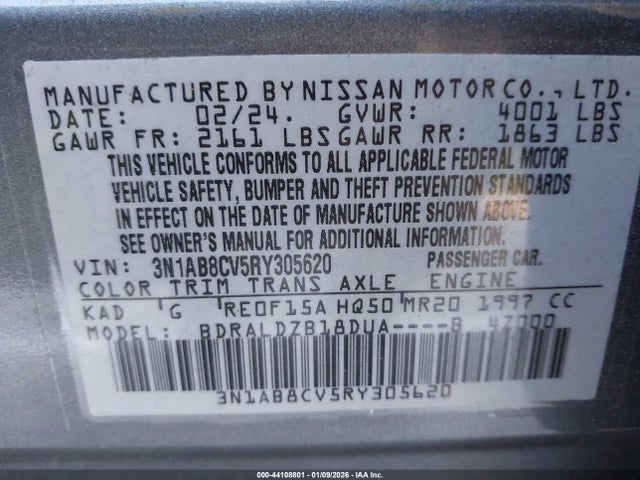 MANUFACTURED BY NISSAN MOTOR CO., LTD.
DATE: 02/24. GVWR: 4001 LBS
GAWR FR: 2161 LBS GAWR RR: 1863 LBS
THIS VEHICLE CONFORMS TO ALL APPLICABLE FEDERAL MOTOR
VEHICLE SAFETY, BUMPER AND THEFT PREVENTION STANDARDS
IN EFFECT ON THE DATE OF MANUFACTURE SHOWN ABOVE.
SEE OWNER'S MANUAL FOR ADDITIONAL INFORMATION.
VIN: 3N1AB8CV5RY305620 PASSENGER CAR.
COLOR TRIM TRANS AXLE ENGINE
KAD G RE0F15A HQ50 MR20 1997 CC
MODEL: BDRALDZB18DUA----B 4Z000
3N1AB8CV5RY305620
000-44108801 | 01/09/2026 | IAA Inc.